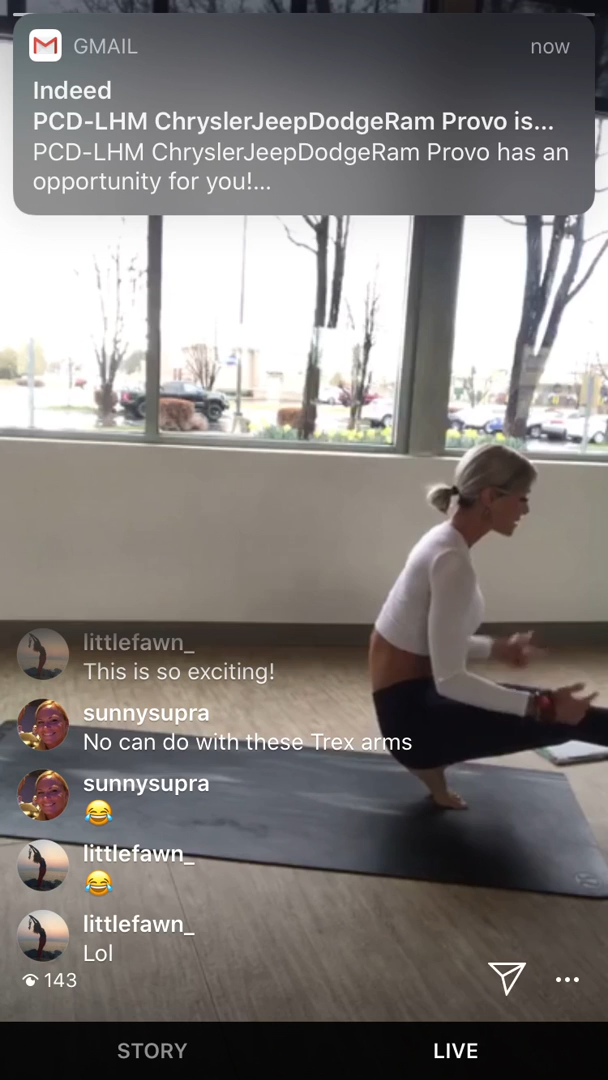 GMAIL
now
Indeed
PCD-LHM ChryslerJeepDodgeRam Provo is...
PCD-LHM ChryslerJeepDodgeRam Provo has an
opportunity for you!...
littlefawn_
This is so exciting!
sunnysupra
No can do with these Trex arms
sunnysupra
😂
littlefawn_
😂
littlefawn_
Lol
143
STORY
LIVE